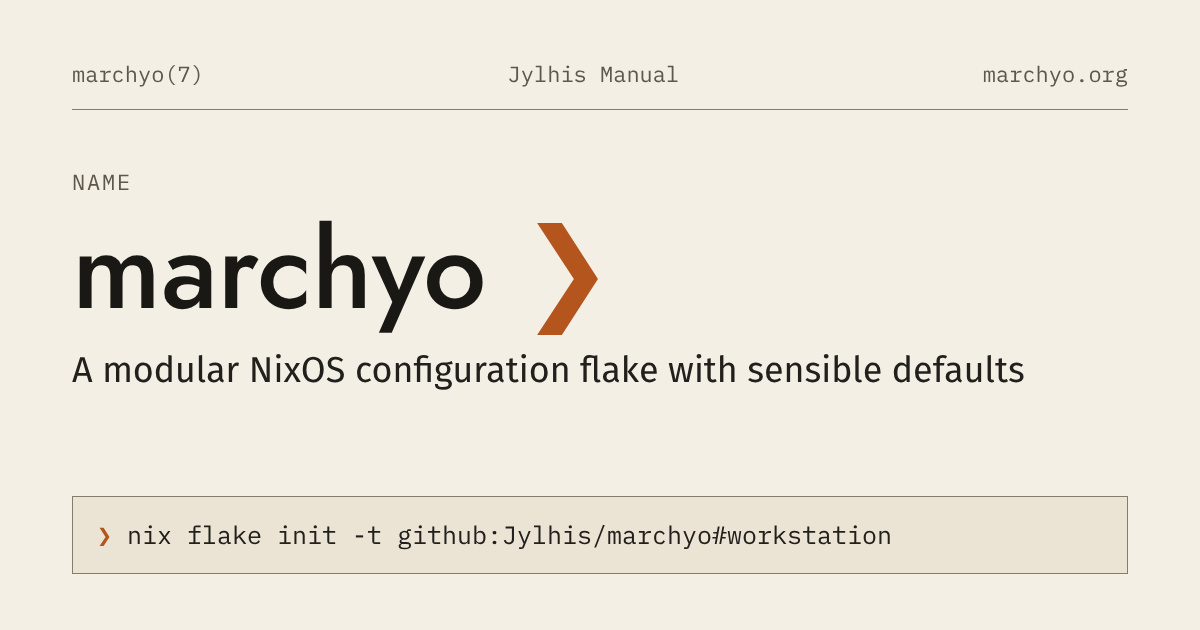 marchyo(7) Jylhis Manual marchyo.org
NAME
marchyo ❯
A modular NixOS configuration flake with sensible defaults
❯ nix flake init -t github:Jylhis/marchyo#workstation